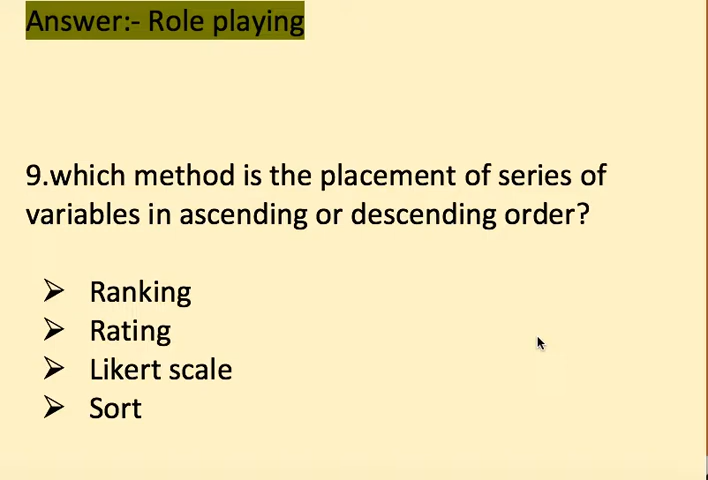 Answer:- Role playing
9.which method is the placement of series of
variables in ascending or descending order?
➢ Ranking
➢ Rating
➢ Likert scale
➢ Sort